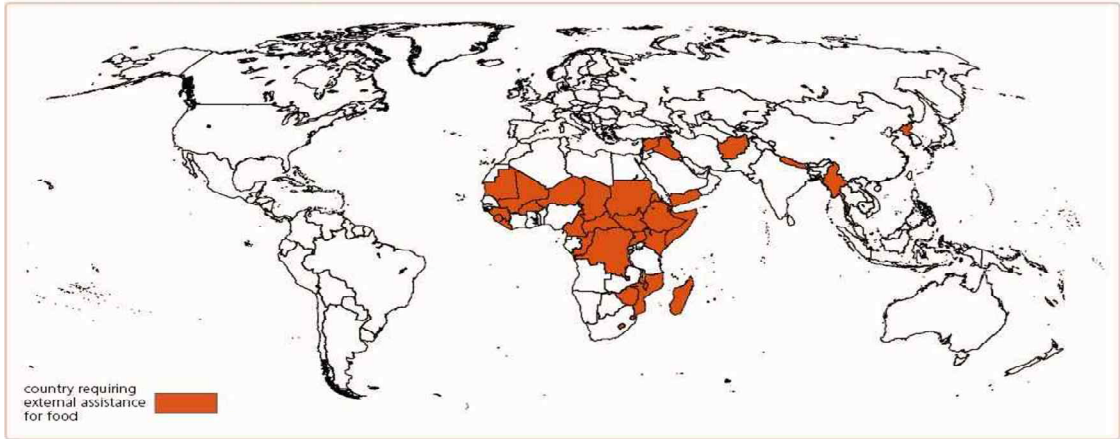 country requiring
external assistance
for food